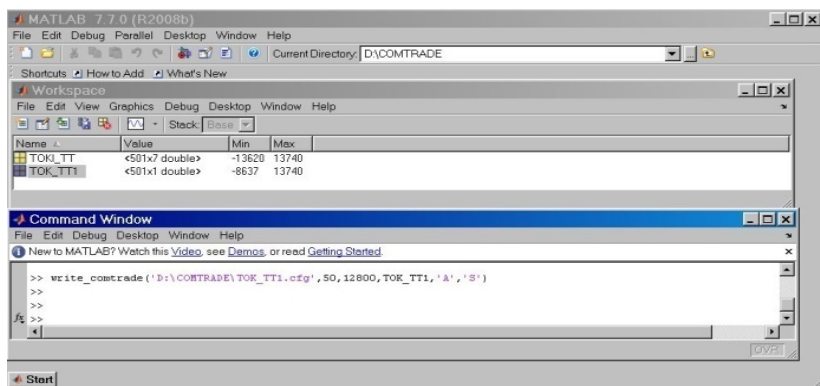 MATLAB 7.7.0 (R2008b)
File Edit Debug Parallel Desktop Window Help
Current Directory: D:\COMTRADE
Shortcuts How to Add What's New
Workspace
File Edit View Graphics Debug Desktop Window Help
Stack: Base
Name Value Min Max
TOKI_TT <501x7 double> -13620 13740
TOK_TT1 <501x1 double> -8637 13740
Command Window
File Edit Debug Desktop Window Help
New to MATLAB? Watch this Video, see Demos, or read Getting Started.
>> write_comtrade('D:\COMTRADE\TOK_TT1.cfg',50,12800,TOK_TT1,'A','S')
>>
>>
fx >>
OVR
Start